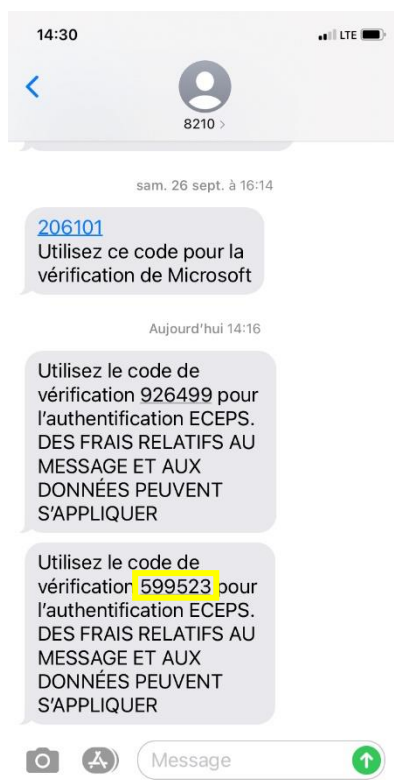 14:30
LTE
8210 >
sam. 26 sept. à 16:14
206101
Utilisez ce code pour la
vérification de Microsoft
Aujourd'hui 14:16
Utilisez le code de
vérification 926499 pour
l'authentification ECEPS.
DES FRAIS RELATIFS AU
MESSAGE ET AUX
DONNÉES PEUVENT
S'APPLIQUER
Utilisez le code de
vérification 599523 pour
l'authentification ECEPS.
DES FRAIS RELATIFS AU
MESSAGE ET AUX
DONNÉES PEUVENT
S'APPLIQUER
Message